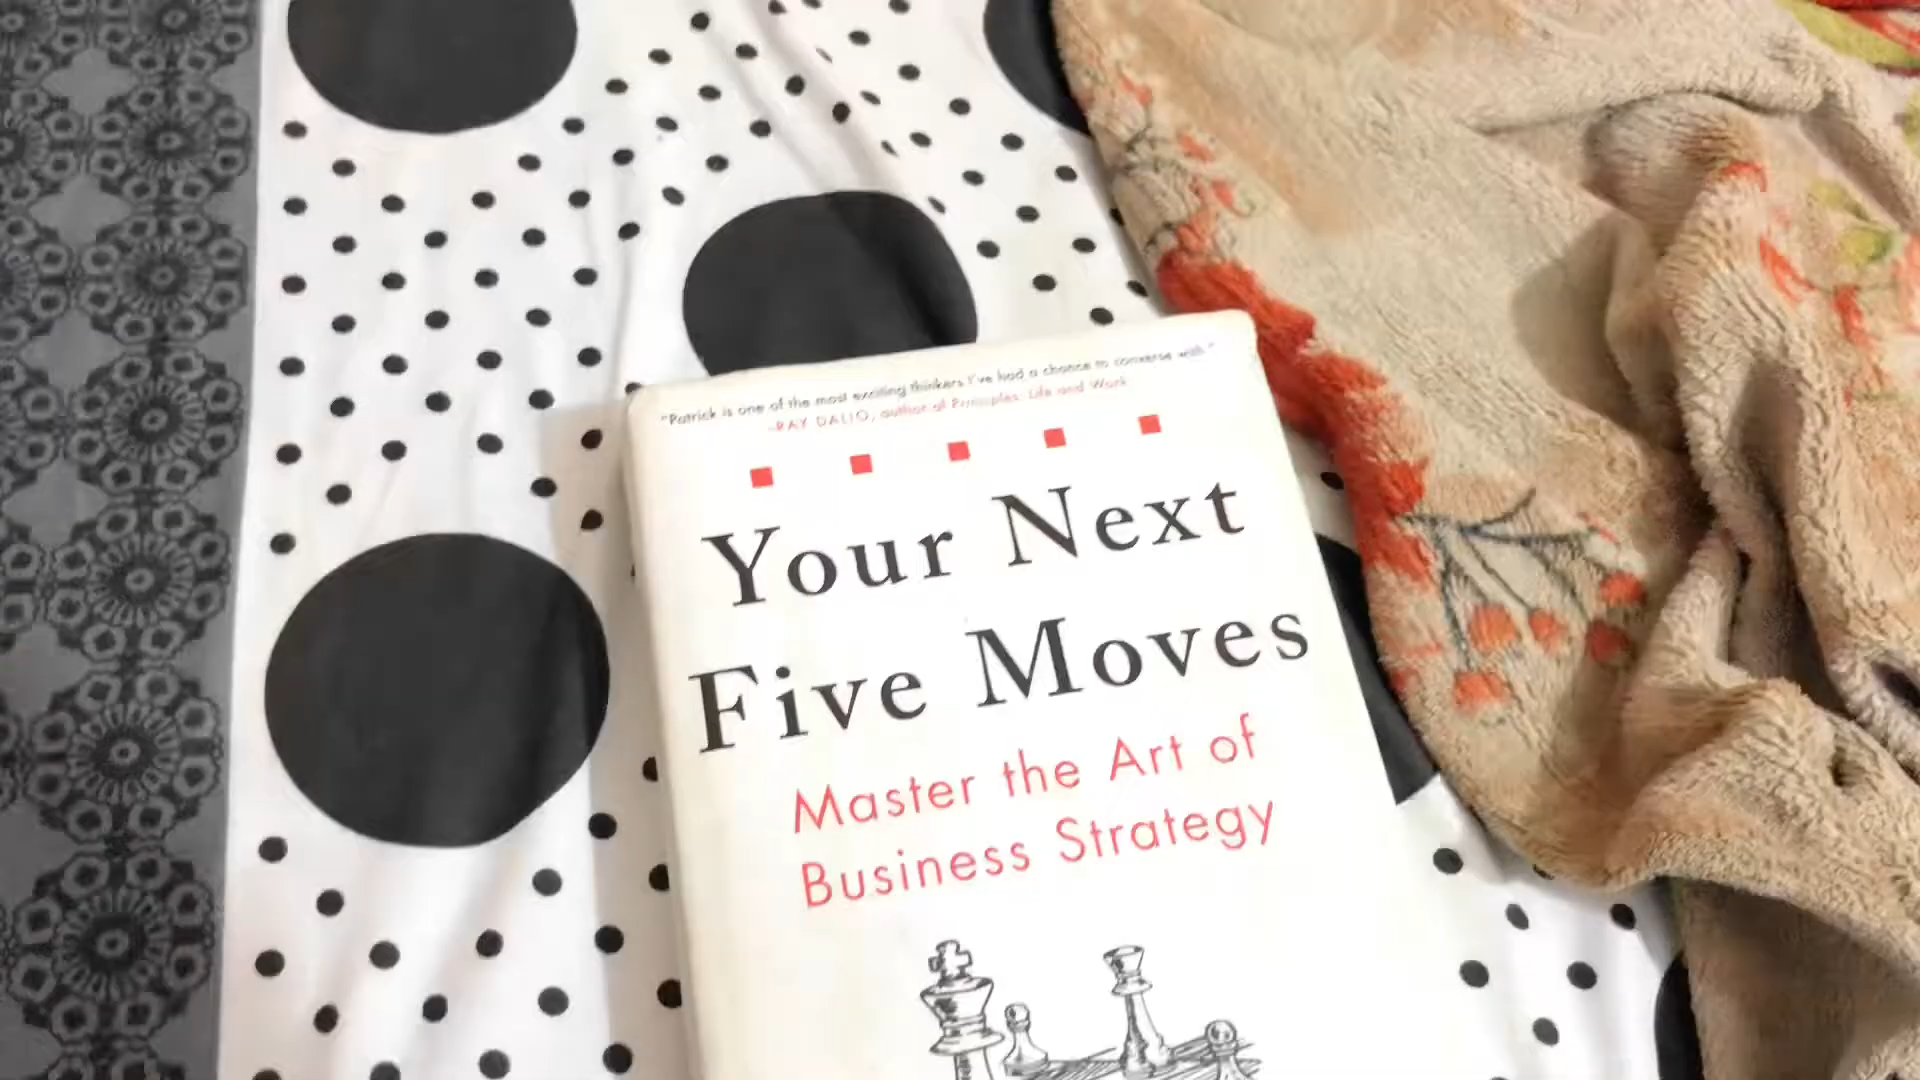 "Patrick is one of the most exciting thinkers I've had a chance to converse with."
–RAY DALIO, author of Principles: Life and Work
Your Next
Five Moves
Master the Art of
Business Strategy